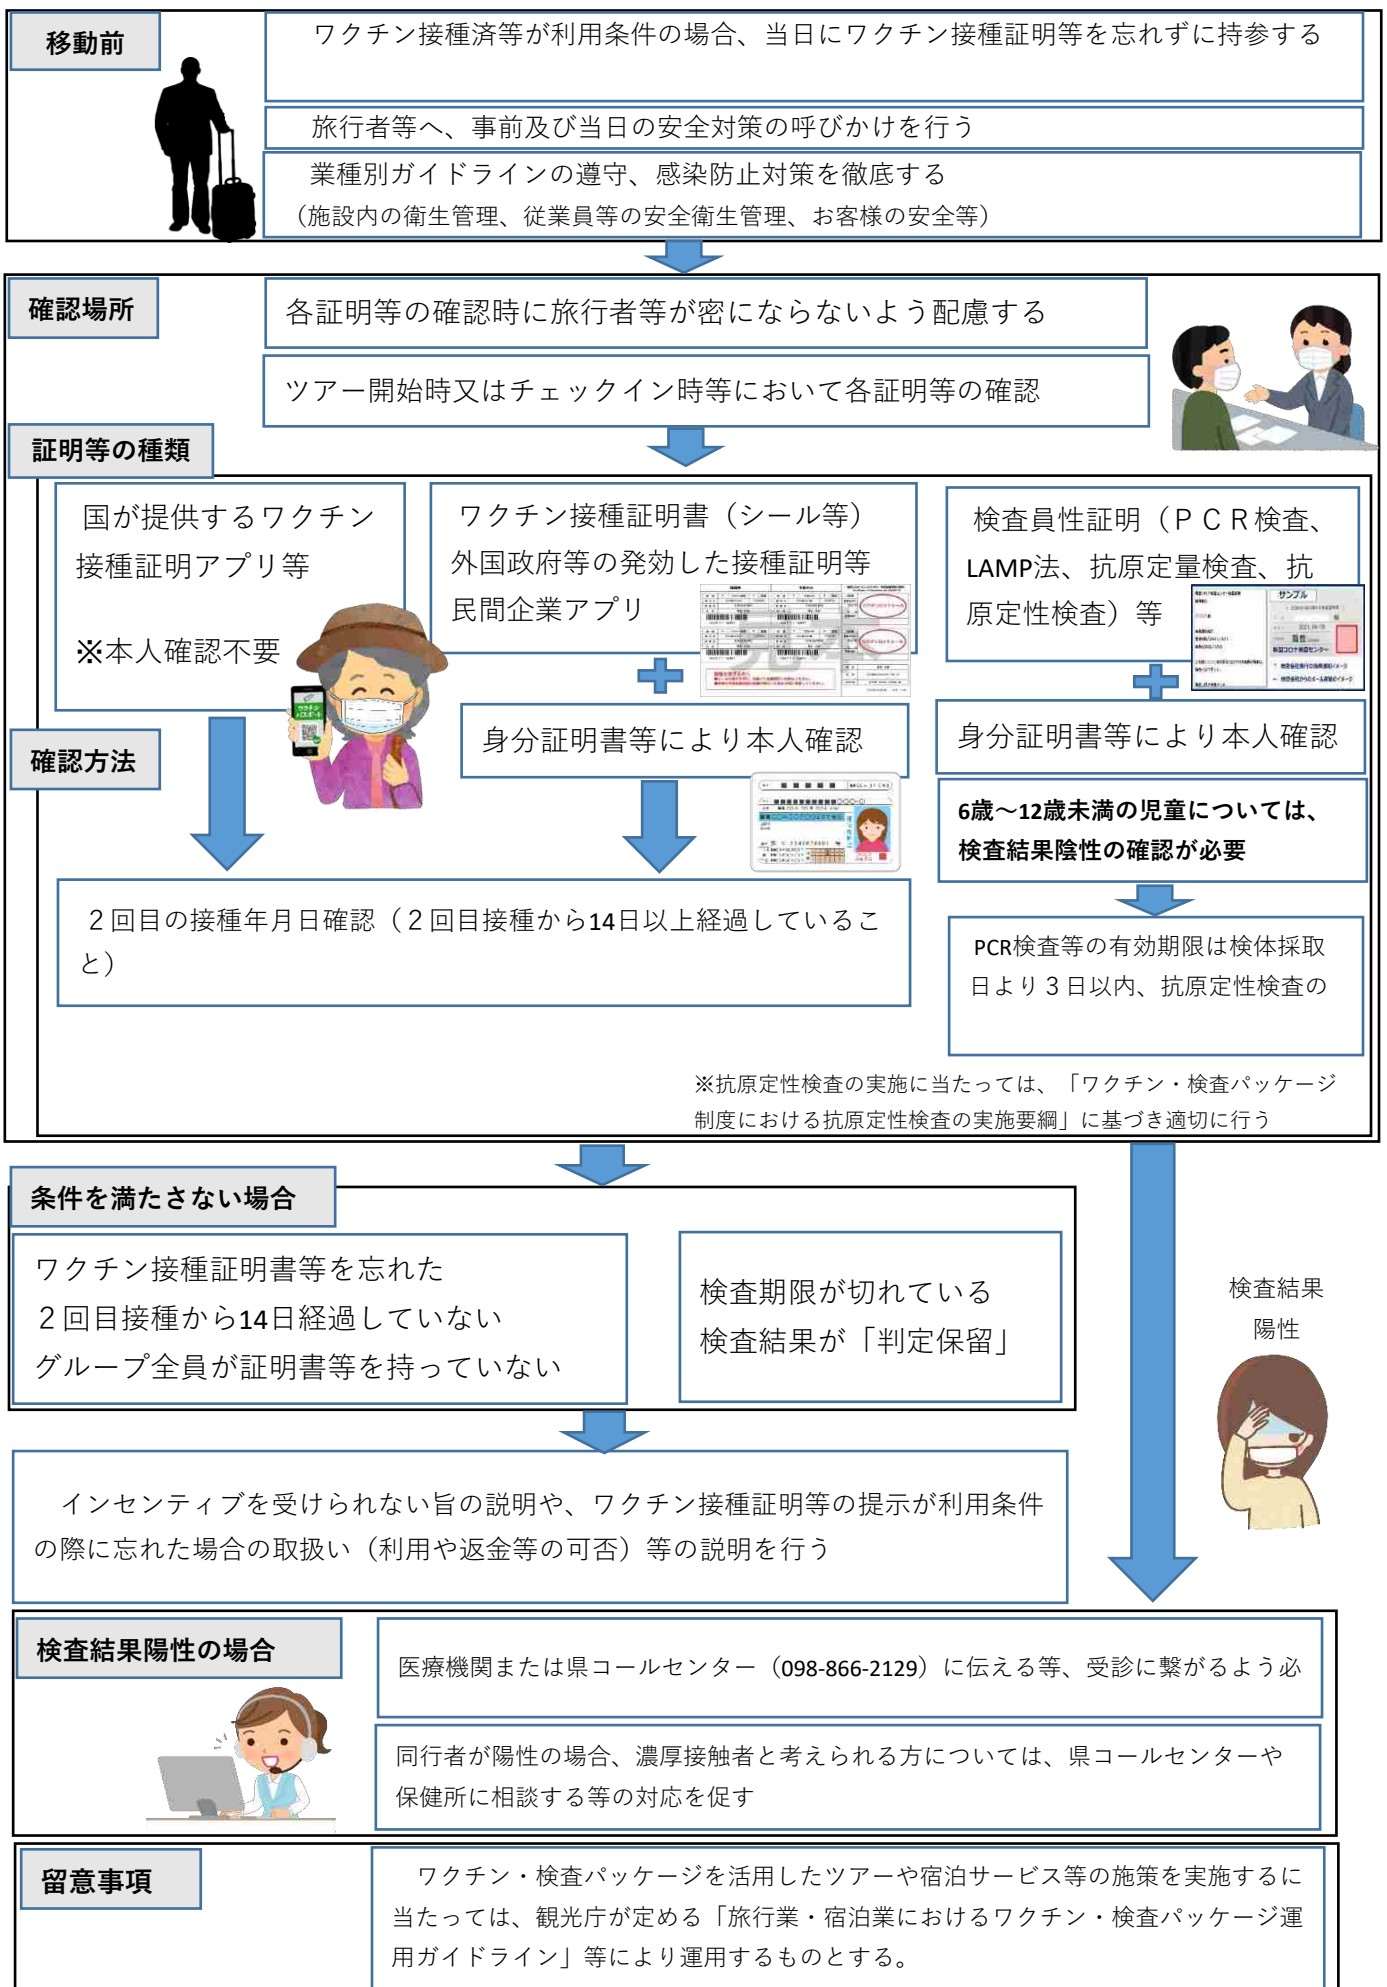 移動前
ワクチン接種済等が利用条件の場合、当日にワクチン接種証明等を忘れずに持参する
旅行者等へ、事前及び当日の安全対策の呼びかけを行う
業種別ガイドラインの遵守、感染防止対策を徹底する
（施設内の衛生管理、従業員等の安全衛生管理、お客様の安全等）
確認場所
各証明等の確認時に旅行者等が密にならないよう配慮する
ツアー開始時又はチェックイン時等において各証明等の確認
証明等の種類
国が提供するワクチン
接種証明アプリ等
※本人確認不要
ワクチン
パスポート
ワクチン接種証明書（シール等）
外国政府等の発効した接種証明等
民間企業アプリ
検査員性証明（ＰＣＲ検査、
LAMP法、抗原定量検査、抗
原定性検査）等
サンプル
陰性
確認方法
身分証明書等により本人確認
身分証明書等により本人確認
6歳～12歳未満の児童については、
検査結果陰性の確認が必要
２回目の接種年月日確認（２回目接種から14日以上経過しているこ
と）
PCR検査等の有効期限は検体採取
日より３日以内、抗原定性検査の
※抗原定性検査の実施に当たっては、「ワクチン・検査パッケージ
制度における抗原定性検査の実施要綱」に基づき適切に行う
条件を満たさない場合
ワクチン接種証明書等を忘れた
２回目接種から14日経過していない
グループ全員が証明書等を持っていない
検査期限が切れている
検査結果が「判定保留」
検査結果
陽性
インセンティブを受けられない旨の説明や、ワクチン接種証明等の提示が利用条件
の際に忘れた場合の取扱い（利用や返金等の可否）等の説明を行う
検査結果陽性の場合
医療機関または県コールセンター（098-866-2129）に伝える等、受診に繋がるよう必
同行者が陽性の場合、濃厚接触者と考えられる方については、県コールセンターや
保健所に相談する等の対応を促す
留意事項
ワクチン・検査パッケージを活用したツアーや宿泊サービス等の施策を実施するに
当たっては、観光庁が定める「旅行業・宿泊業におけるワクチン・検査パッケージ運
用ガイドライン」等により運用するものとする。